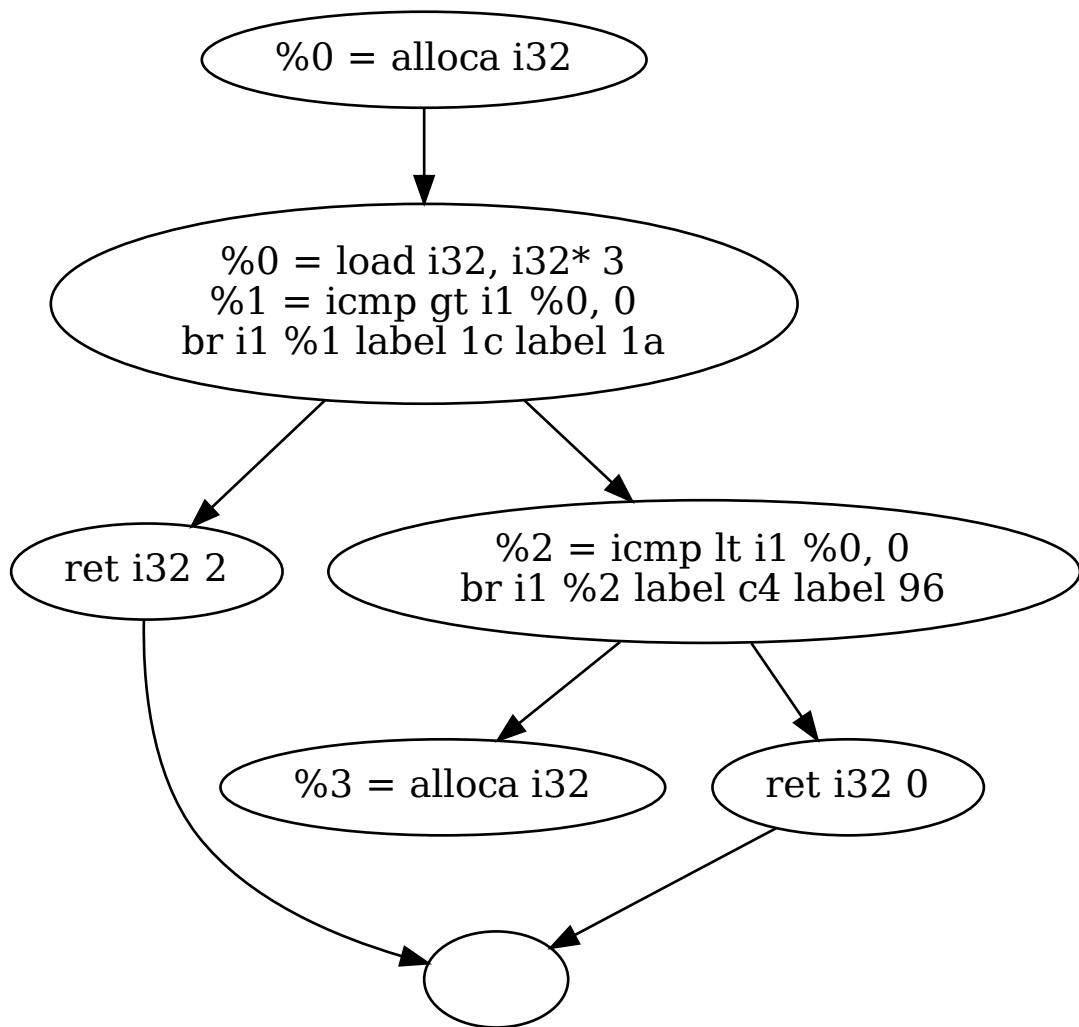 %0 = alloca i32
%0 = load i32, i32* 3
%1 = icmp gt i1 %0, 0
br i1 %1 label 1c label 1a
ret i32 2
%2 = icmp lt i1 %0, 0
br i1 %2 label c4 label 96
%3 = alloca i32
ret i32 0